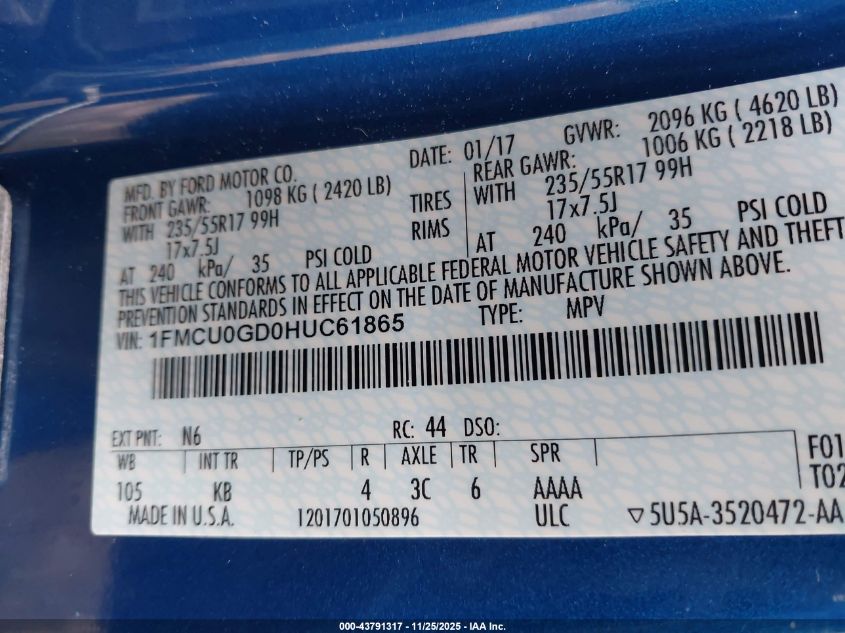 MFD. BY FORD MOTOR CO. DATE: 01/17 GVWR: 2096 KG ( 4620 LB)
FRONT GAWR: 1098 KG ( 2420 LB) REAR GAWR: 1006 KG ( 2218 LB)
WITH 235/55R17 99H TIRES WITH 235/55R17 99H
17x7.5J RIMS 17x7.5J
AT 240 kPa/ 35 PSI COLD AT 240 kPa/ 35 PSI COLD
THIS VEHICLE CONFORMS TO ALL APPLICABLE FEDERAL MOTOR VEHICLE SAFETY AND THEFT
PREVENTION STANDARDS IN EFFECT ON THE DATE OF MANUFACTURE SHOWN ABOVE.
VIN: 1FMCU0GD0HUC61865 TYPE: MPV
EXT PNT: N6 RC: 44 DSO:
WB INT TR TP/PS R AXLE TR SPR F01
105 KB 4 3C 6 AAAA T02
MADE IN U.S.A. 1201701050896 ULC ▽5U5A-3520472-AA
000-43791317 - 11/25/2025 - IAA Inc.